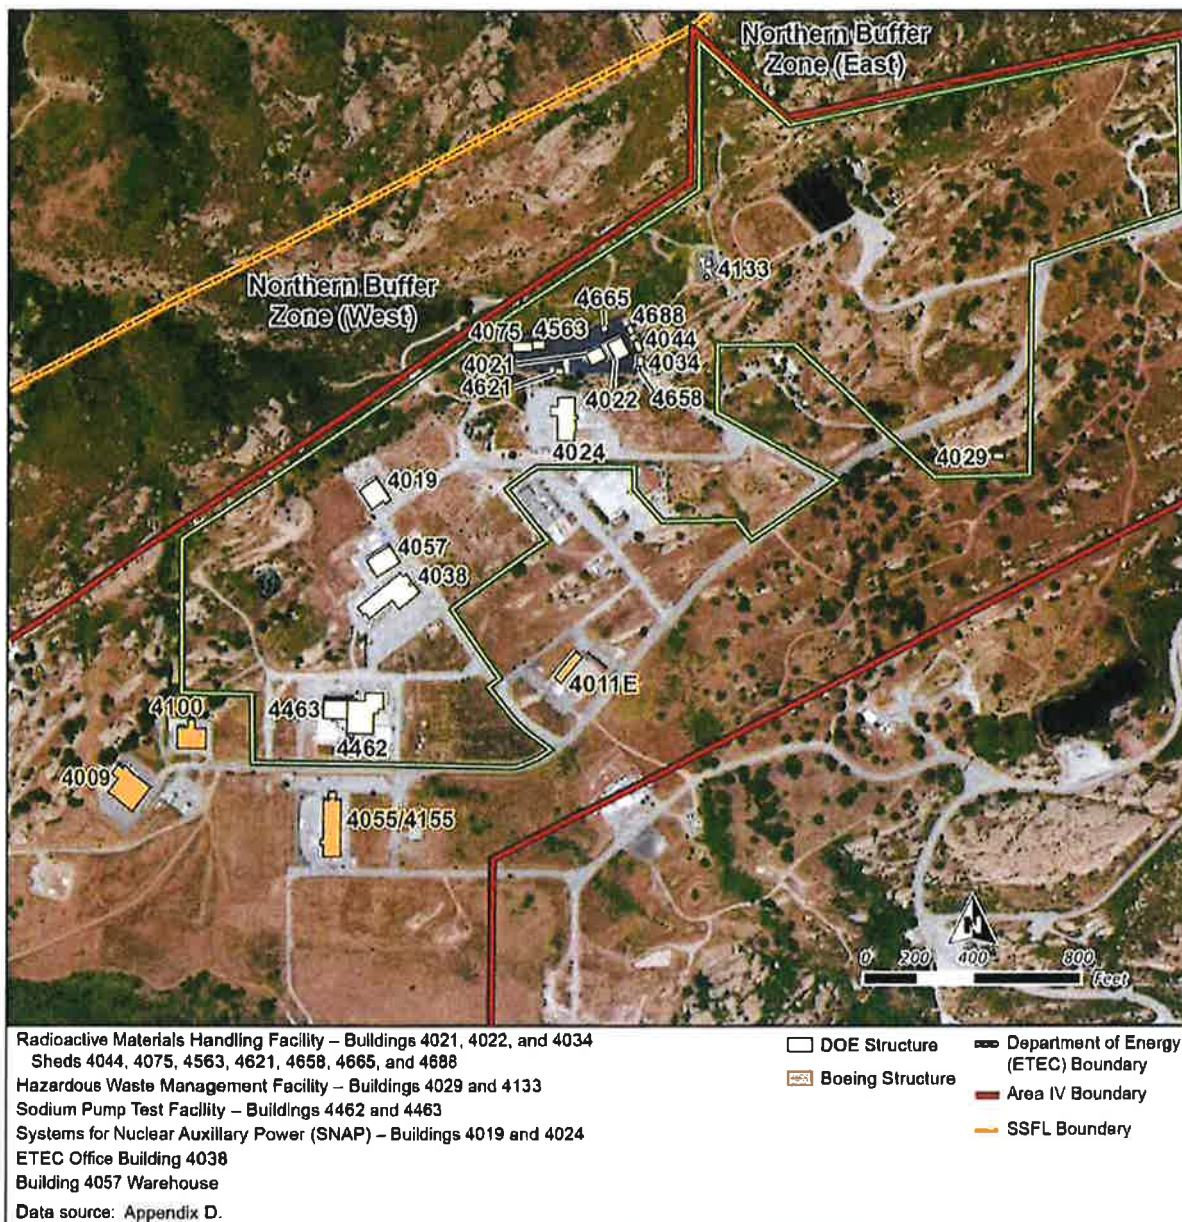 Northern Buffer
Zone (East)
Northern Buffer
Zone (West)
4133
4665
4688
4075
4563
4044
4021
4034
4621
4022
4658
4024
4029
4019
4057
4038
4011E
4100
4463
4462
4009
4055/4155
N
0 200 400 800
Feet
Radioactive Materials Handling Facility – Buildings 4021, 4022, and 4034
Sheds 4044, 4075, 4563, 4621, 4658, 4665, and 4688
Hazardous Waste Management Facility – Buildings 4029 and 4133
Sodium Pump Test Facility – Buildings 4462 and 4463
Systems for Nuclear Auxiliary Power (SNAP) – Buildings 4019 and 4024
ETEC Office Building 4038
Building 4057 Warehouse
Data source: Appendix D.
DOE Structure
Boeing Structure
Department of Energy
(ETEC) Boundary
Area IV Boundary
SSFL Boundary